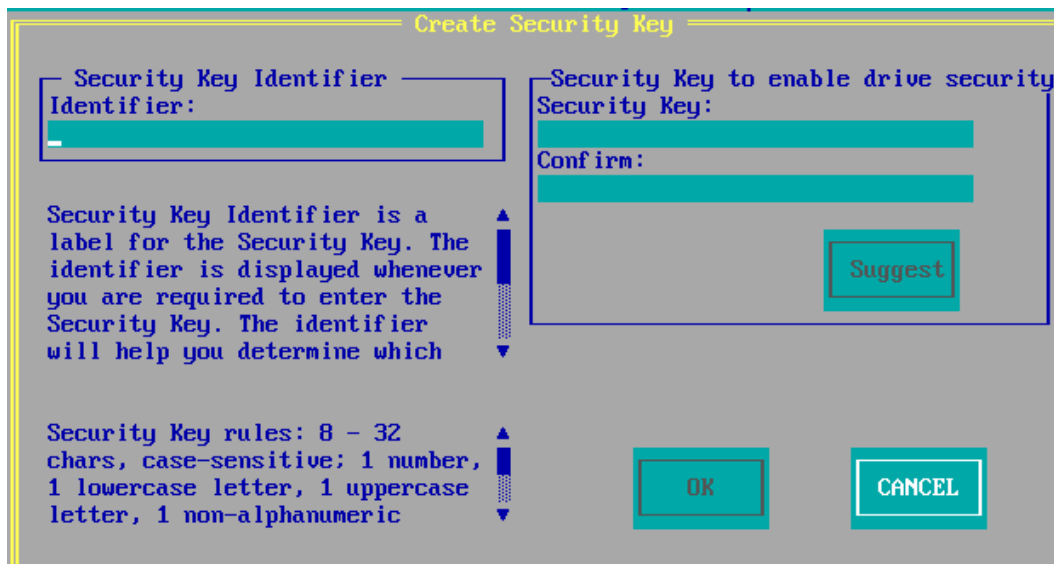 Create Security Key
Security Key Identifier
Identifier:
Security Key Identifier is a
label for the Security Key. The
identifier is displayed whenever
you are required to enter the
Security Key. The identifier
will help you determine which
Security Key rules: 8 - 32
chars, case-sensitive; 1 number,
1 lowercase letter, 1 uppercase
letter, 1 non-alphanumeric
Security Key to enable drive security
Security Key:
Confirm:
Suggest
OK
CANCEL